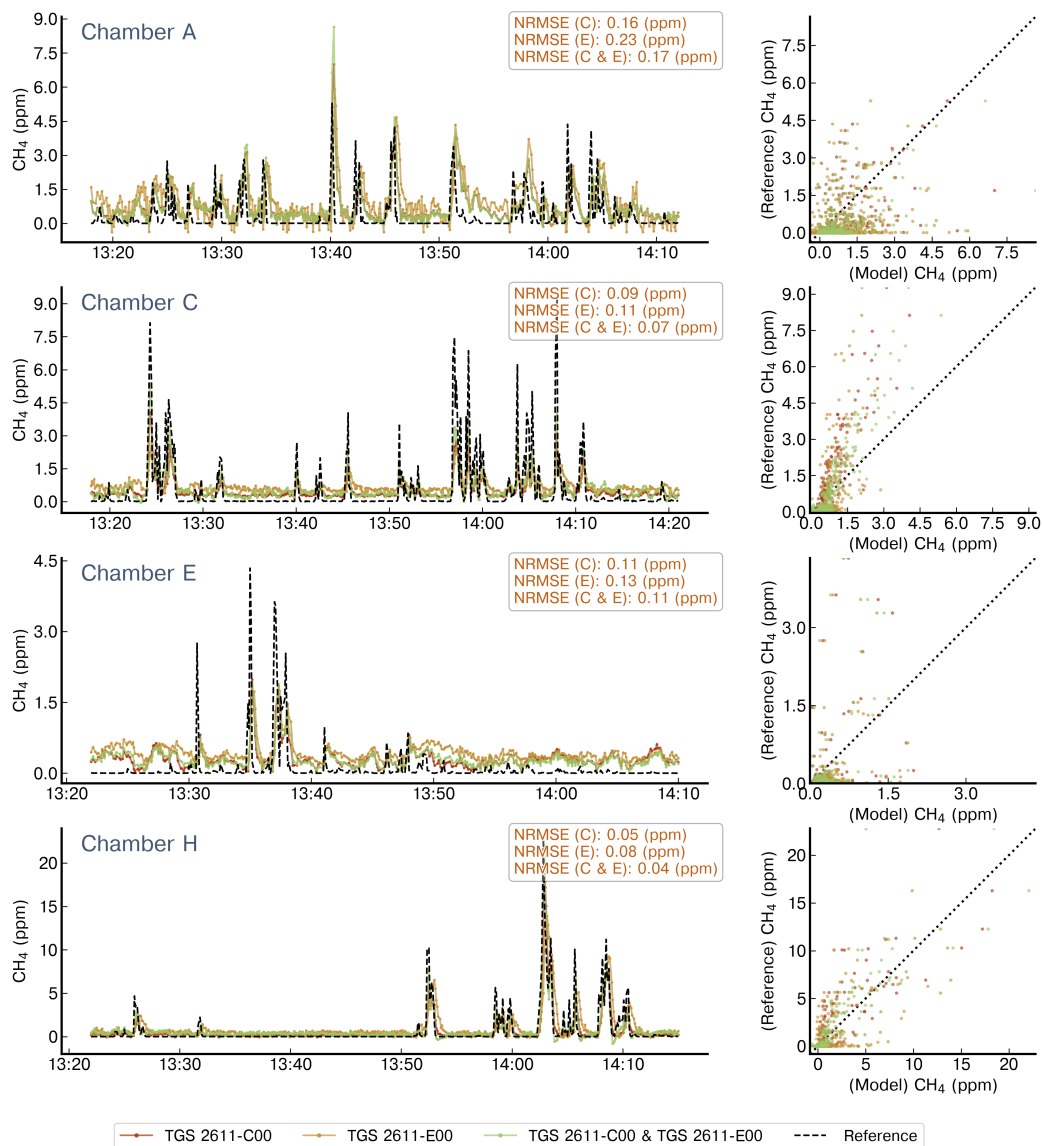 Chamber A
NRMSE (C): 0.16 (ppm)
NRMSE (E): 0.23 (ppm)
NRMSE (C & E): 0.17 (ppm)
CH₄ (ppm)
9.0
7.5
6.0
4.5
3.0
1.5
0.0
13:20
13:30
13:40
13:50
14:00
14:10
(Reference) CH₄ (ppm)
7.5
6.0
4.5
3.0
1.5
0.0
0.0
1.5
3.0
4.5
6.0
7.5
(Model) CH₄ (ppm)
Chamber C
NRMSE (C): 0.09 (ppm)
NRMSE (E): 0.11 (ppm)
NRMSE (C & E): 0.07 (ppm)
CH₄ (ppm)
9.0
7.5
6.0
4.5
3.0
1.5
0.0
13:20
13:30
13:40
13:50
14:00
14:10
14:20
(Reference) CH₄ (ppm)
9.0
7.5
6.0
4.5
3.0
1.5
0.0
0.0
1.5
3.0
4.5
6.0
7.5
9.0
(Model) CH₄ (ppm)
Chamber E
NRMSE (C): 0.11 (ppm)
NRMSE (E): 0.13 (ppm)
NRMSE (C & E): 0.11 (ppm)
CH₄ (ppm)
4.5
3.0
1.5
0.0
13:20
13:30
13:40
13:50
14:00
14:10
(Reference) CH₄ (ppm)
3.0
1.5
0.0
0.0
1.5
3.0
(Model) CH₄ (ppm)
Chamber H
NRMSE (C): 0.05 (ppm)
NRMSE (E): 0.08 (ppm)
NRMSE (C & E): 0.04 (ppm)
CH₄ (ppm)
20
15
10
5
0
13:20
13:30
13:40
13:50
14:00
14:10
(Reference) CH₄ (ppm)
20
15
10
5
0
0
5
10
15
20
(Model) CH₄ (ppm)
TGS 2611-C00
TGS 2611-E00
TGS 2611-C00 & TGS 2611-E00
Reference